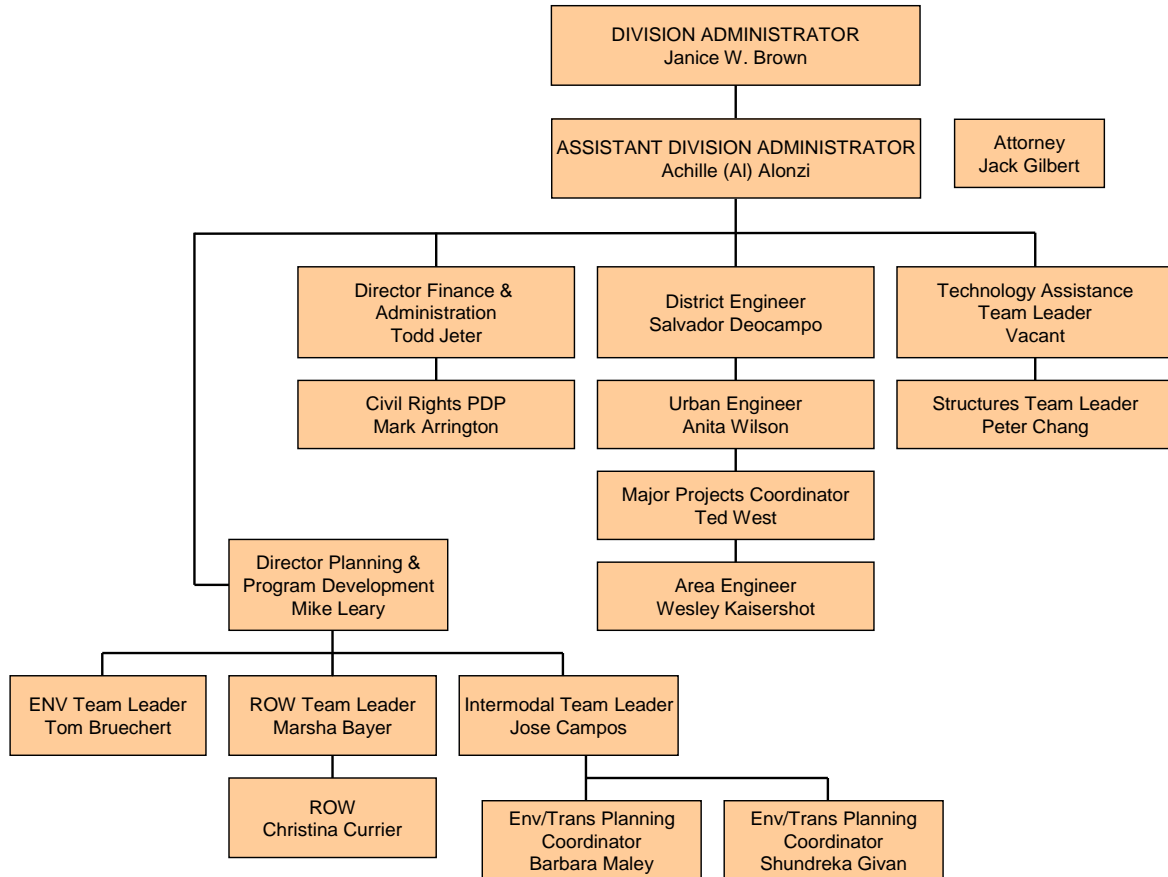 DIVISION ADMINISTRATOR
Janice W. Brown
ASSISTANT DIVISION ADMINISTRATOR
Achille (Al) Alonzi
Attorney
Jack Gilbert
Director Finance &
Administration
Todd Jeter
District Engineer
Salvador Deocampo
Technology Assistance
Team Leader
Vacant
Civil Rights PDP
Mark Arrington
Urban Engineer
Anita Wilson
Structures Team Leader
Peter Chang
Major Projects Coordinator
Ted West
Director Planning &
Program Development
Mike Leary
Area Engineer
Wesley Kaisershot
ENV Team Leader
Tom Bruechert
ROW Team Leader
Marsha Bayer
Intermodal Team Leader
Jose Campos
ROW
Christina Currier
Env/Trans Planning
Coordinator
Barbara Maley
Env/Trans Planning
Coordinator
Shundreka Givan